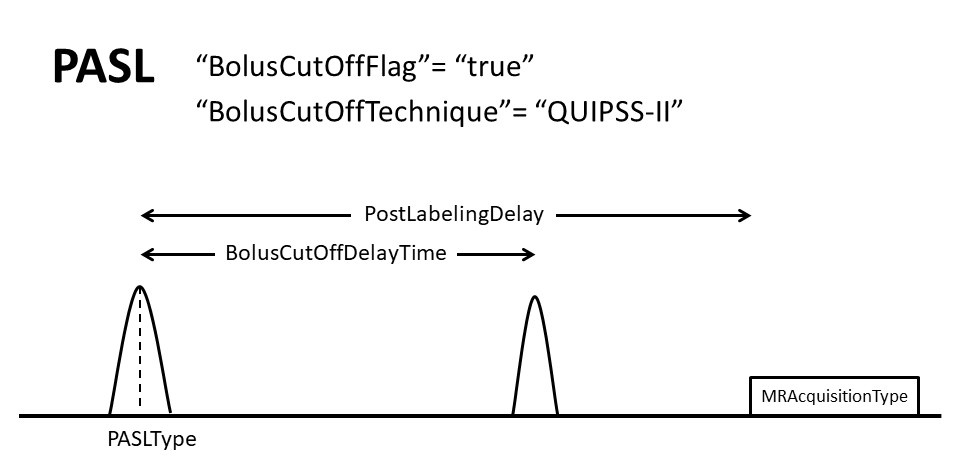 PASL
“BolusCutOffFlag”= “true”
“BolusCutOffTechnique”= “QUIPSS-II”
PostLabelingDelay
BolusCutOffDelayTime
MRAcquisitionType
PASLType